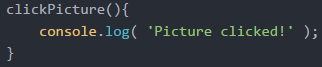 clickPicture(){
    console.log( 'Picture clicked!' );
}